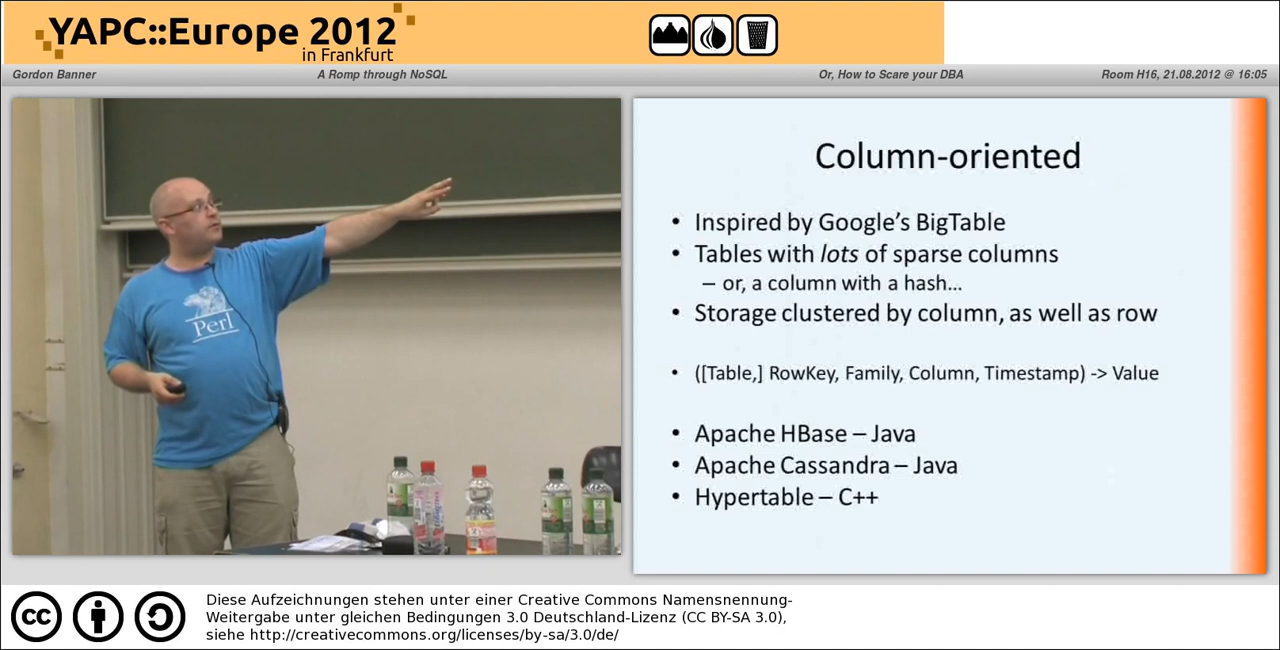 YAPC::Europe 2012
in Frankfurt
Gordon Banner
A Romp through NoSQL
Or, How to Scare your DBA
Room H16, 21.08.2012 @ 16:05
Perl
Column-oriented
• Inspired by Google's BigTable
• Tables with lots of sparse columns
– or, a column with a hash...
• Storage clustered by column, as well as row
• ([Table,] RowKey, Family, Column, Timestamp) -> Value
• Apache HBase – Java
• Apache Cassandra – Java
• Hypertable – C++
cc
Diese Aufzeichnungen stehen unter einer Creative Commons Namensnennung-
Weitergabe unter gleichen Bedingungen 3.0 Deutschland-Lizenz (CC BY-SA 3.0),
siehe http://creativecommons.org/licenses/by-sa/3.0/de/